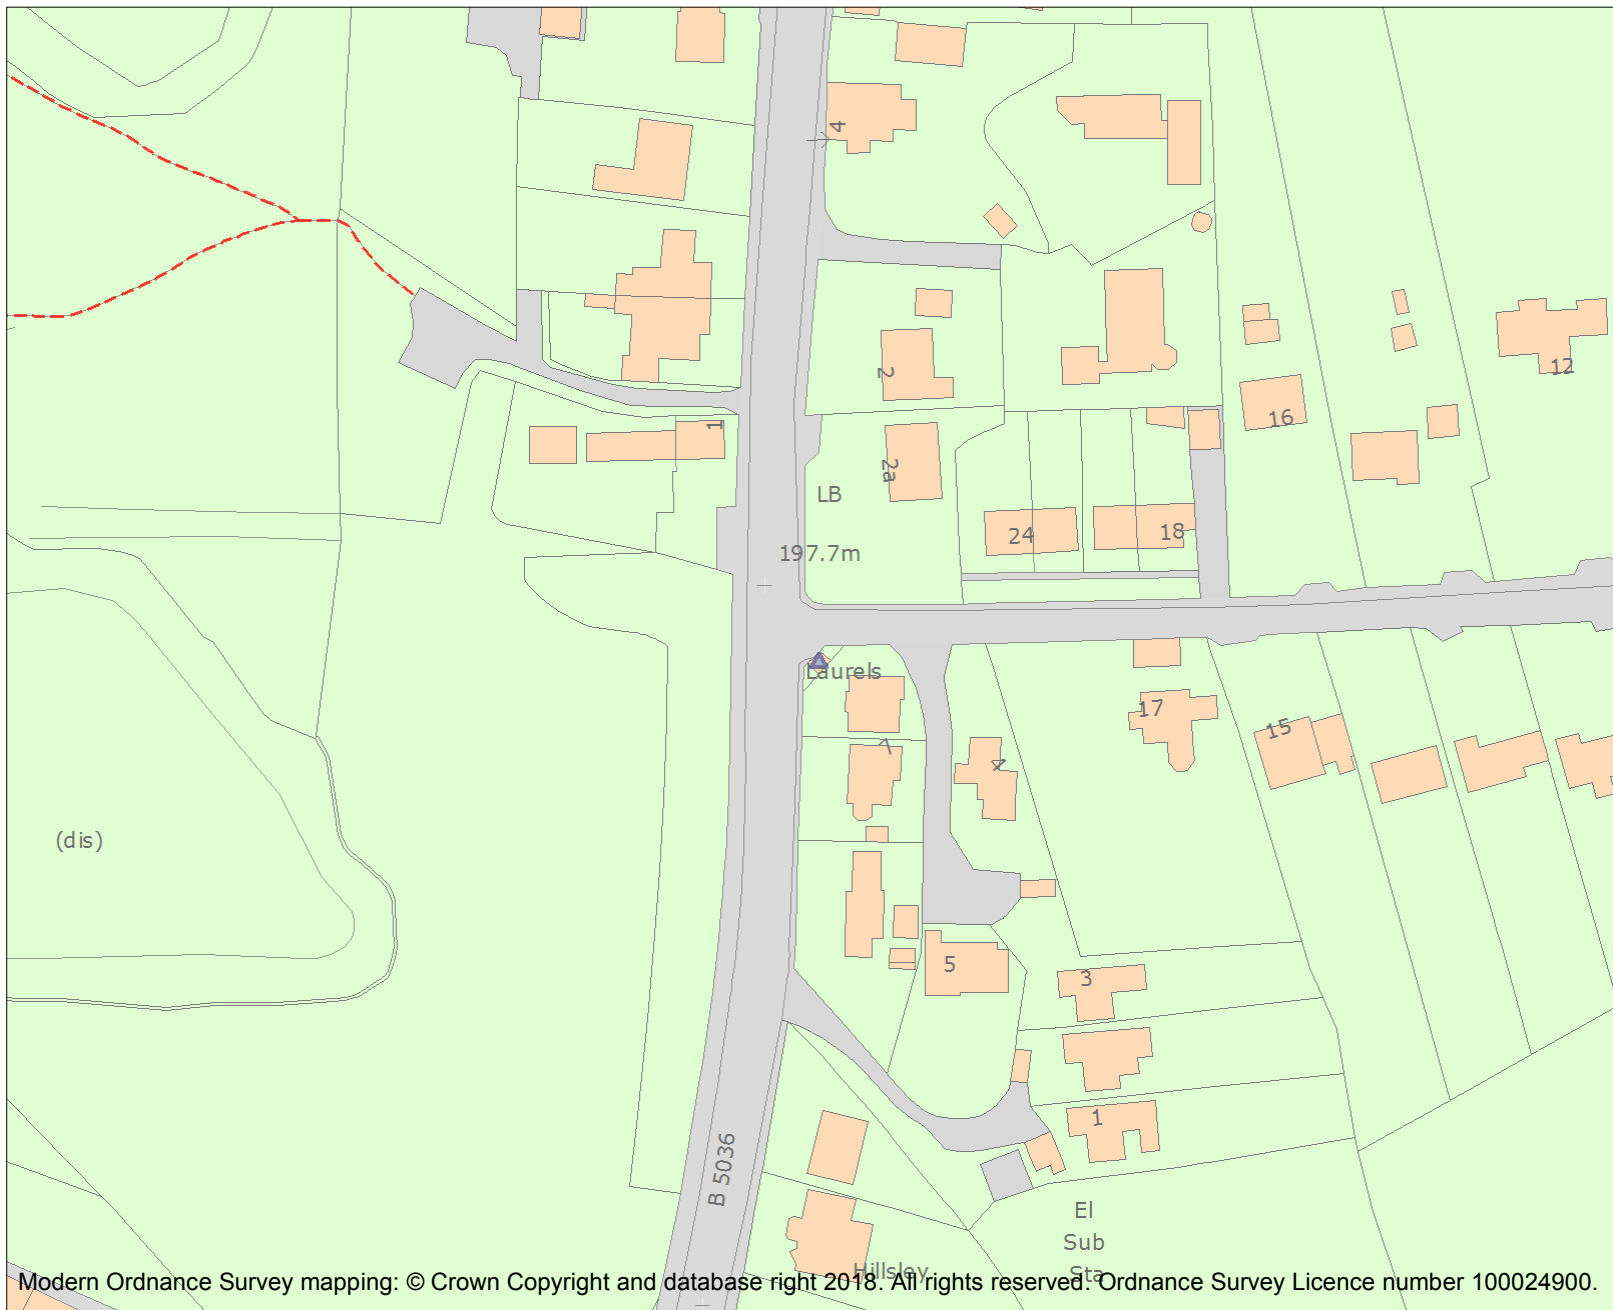 4
2
12
16
1
2a
LB
24
18
197.7m
Laurels
17
15
7
4
(dis)
5
3
1
B 5036
El
Sub
Sta
Hillsley
Modern Ordnance Survey mapping: © Crown Copyright and database right 2018. All rights reserved. Ordnance Survey Licence number 100024900.